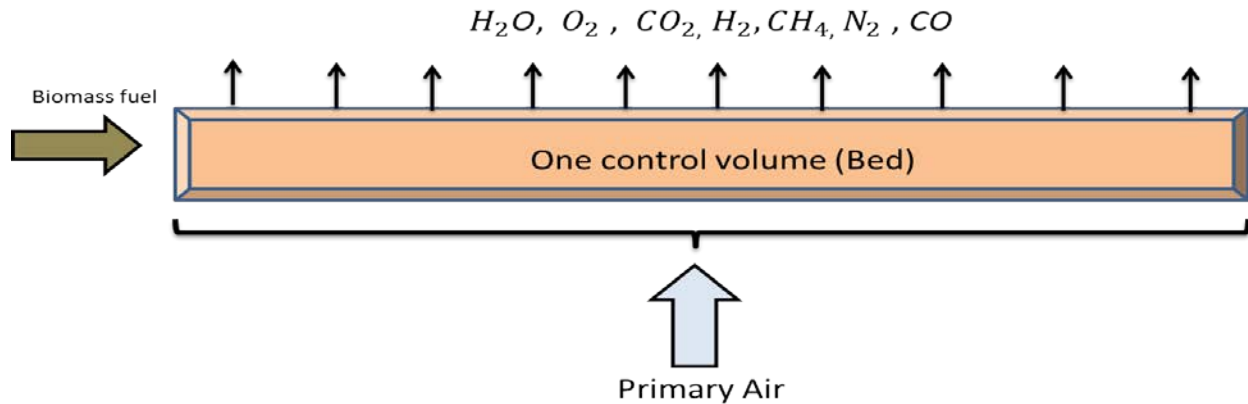 H₂O, O₂ , CO₂, H₂, CH₄, N₂ , CO
Biomass fuel
One control volume (Bed)
Primary Air